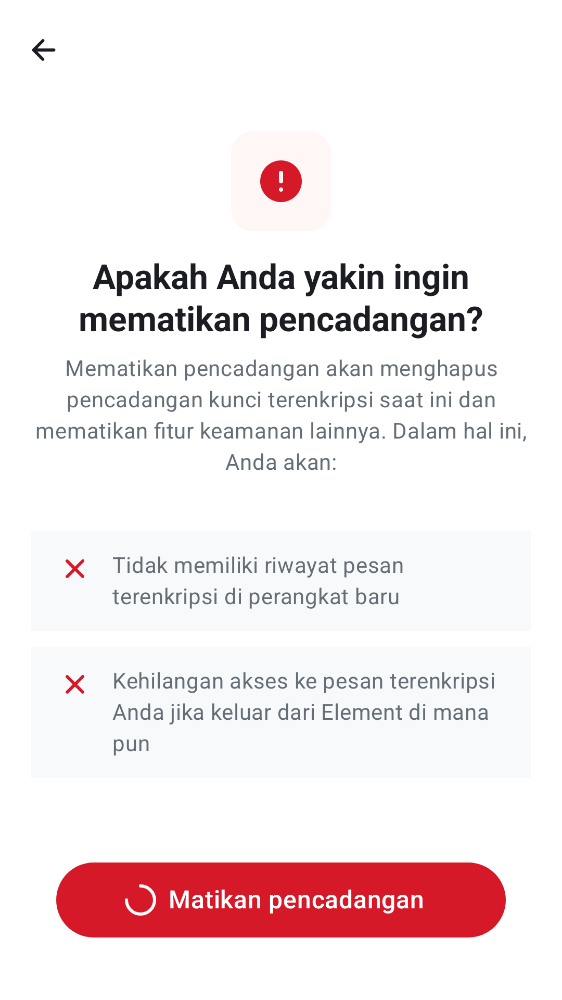 Apakah Anda yakin ingin
mematikan pencadangan?
Mematikan pencadangan akan menghapus
pencadangan kunci terenkripsi saat ini dan
mematikan fitur keamanan lainnya. Dalam hal ini,
Anda akan:
Tidak memiliki riwayat pesan
terenkripsi di perangkat baru
Kehilangan akses ke pesan terenkripsi
Anda jika keluar dari Element di mana
pun
Matikan pencadangan